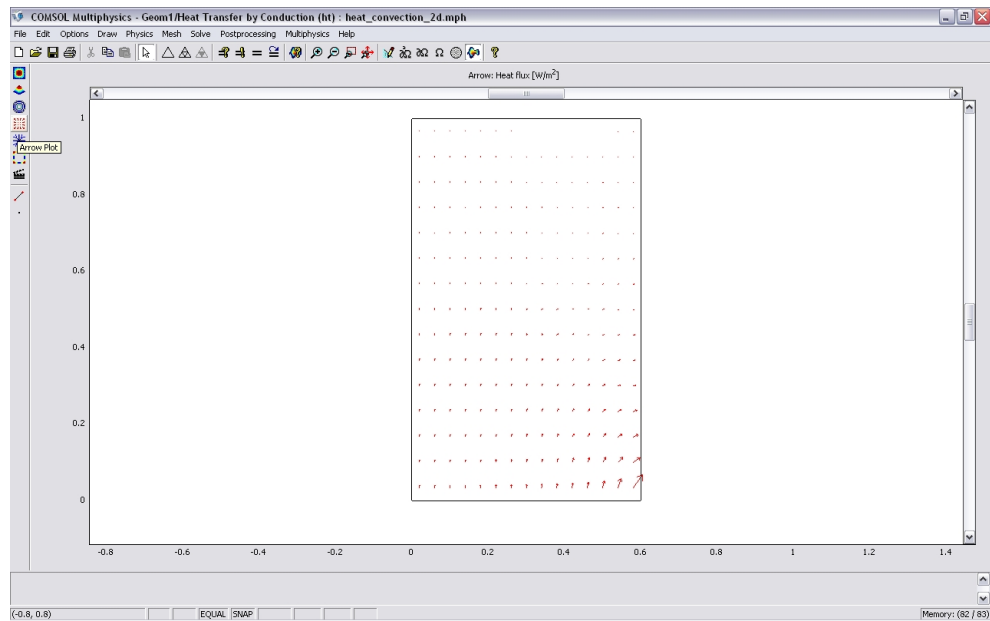 COMSOL Multiphysics - Geom1/Heat Transfer by Conduction (ht) : heat_convection_2d.mph
File Edit Options Draw Physics Mesh Solve Postprocessing Multiphysics Help
Arrow: Heat flux [W/m²]
Arrow Plot
1
0.8
0.6
0.4
0.2
0
-0.8 -0.6 -0.4 -0.2 0 0.2 0.4 0.6 0.8 1 1.2 1.4
(-0.8, 0.8) EQUAL SNAP Memory: (82 / 83)